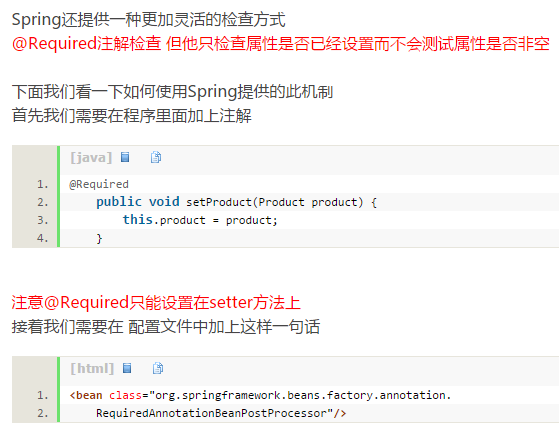 Spring还提供一种更加灵活的检查方式
@Required注解检查 但他只检查属性是否已经设置而不会测试属性是否非空
下面我们看一下如何使用Spring提供的此机制
首先我们需要在程序里面加上注解
[java]
1. @Required
2. public void setProduct(Product product) {
3. this.product = product;
4. }
注意@Required只能设置在setter方法上
接着我们需要在 配置文件中加上这样一句话
[html]
1. <bean class="org.springframework.beans.factory.annotation.
2. RequiredAnnotationBeanPostProcessor"/>